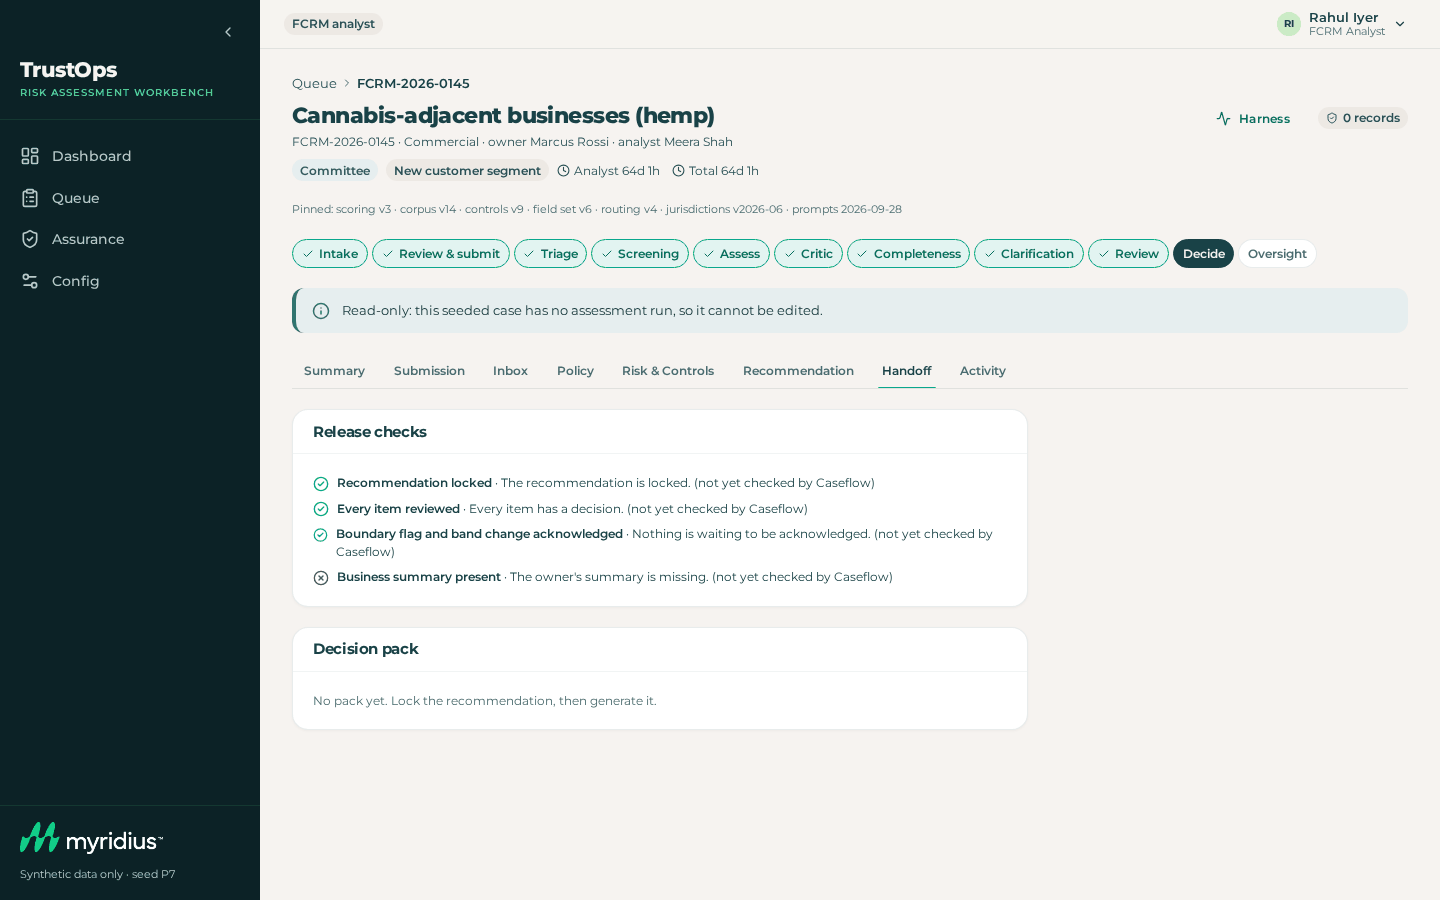 FCRM analyst
RI
Rahul Iyer
FCRM Analyst
TrustOps
RISK ASSESSMENT WORKBENCH
Dashboard
Queue
Assurance
Config
myridius™
Synthetic data only · seed P7
Queue
FCRM-2026-0145
Cannabis-adjacent businesses (hemp)
Harness
0 records
FCRM-2026-0145 · Commercial · owner Marcus Rossi · analyst Meera Shah
Committee
New customer segment
Analyst 64d 1h
Total 64d 1h
Pinned: scoring v3 · corpus v14 · controls v9 · field set v6 · routing v4 · jurisdictions v2026-06 · prompts 2026-09-28
Intake
Review & submit
Triage
Screening
Assess
Critic
Completeness
Clarification
Review
Decide
Oversight
Read-only: this seeded case has no assessment run, so it cannot be edited.
Summary
Submission
Inbox
Policy
Risk & Controls
Recommendation
Handoff
Activity
Release checks
Recommendation locked · The recommendation is locked. (not yet checked by Caseflow)
Every item reviewed · Every item has a decision. (not yet checked by Caseflow)
Boundary flag and band change acknowledged · Nothing is waiting to be acknowledged. (not yet checked by
Caseflow)
Business summary present · The owner's summary is missing. (not yet checked by Caseflow)
Decision pack
No pack yet. Lock the recommendation, then generate it.